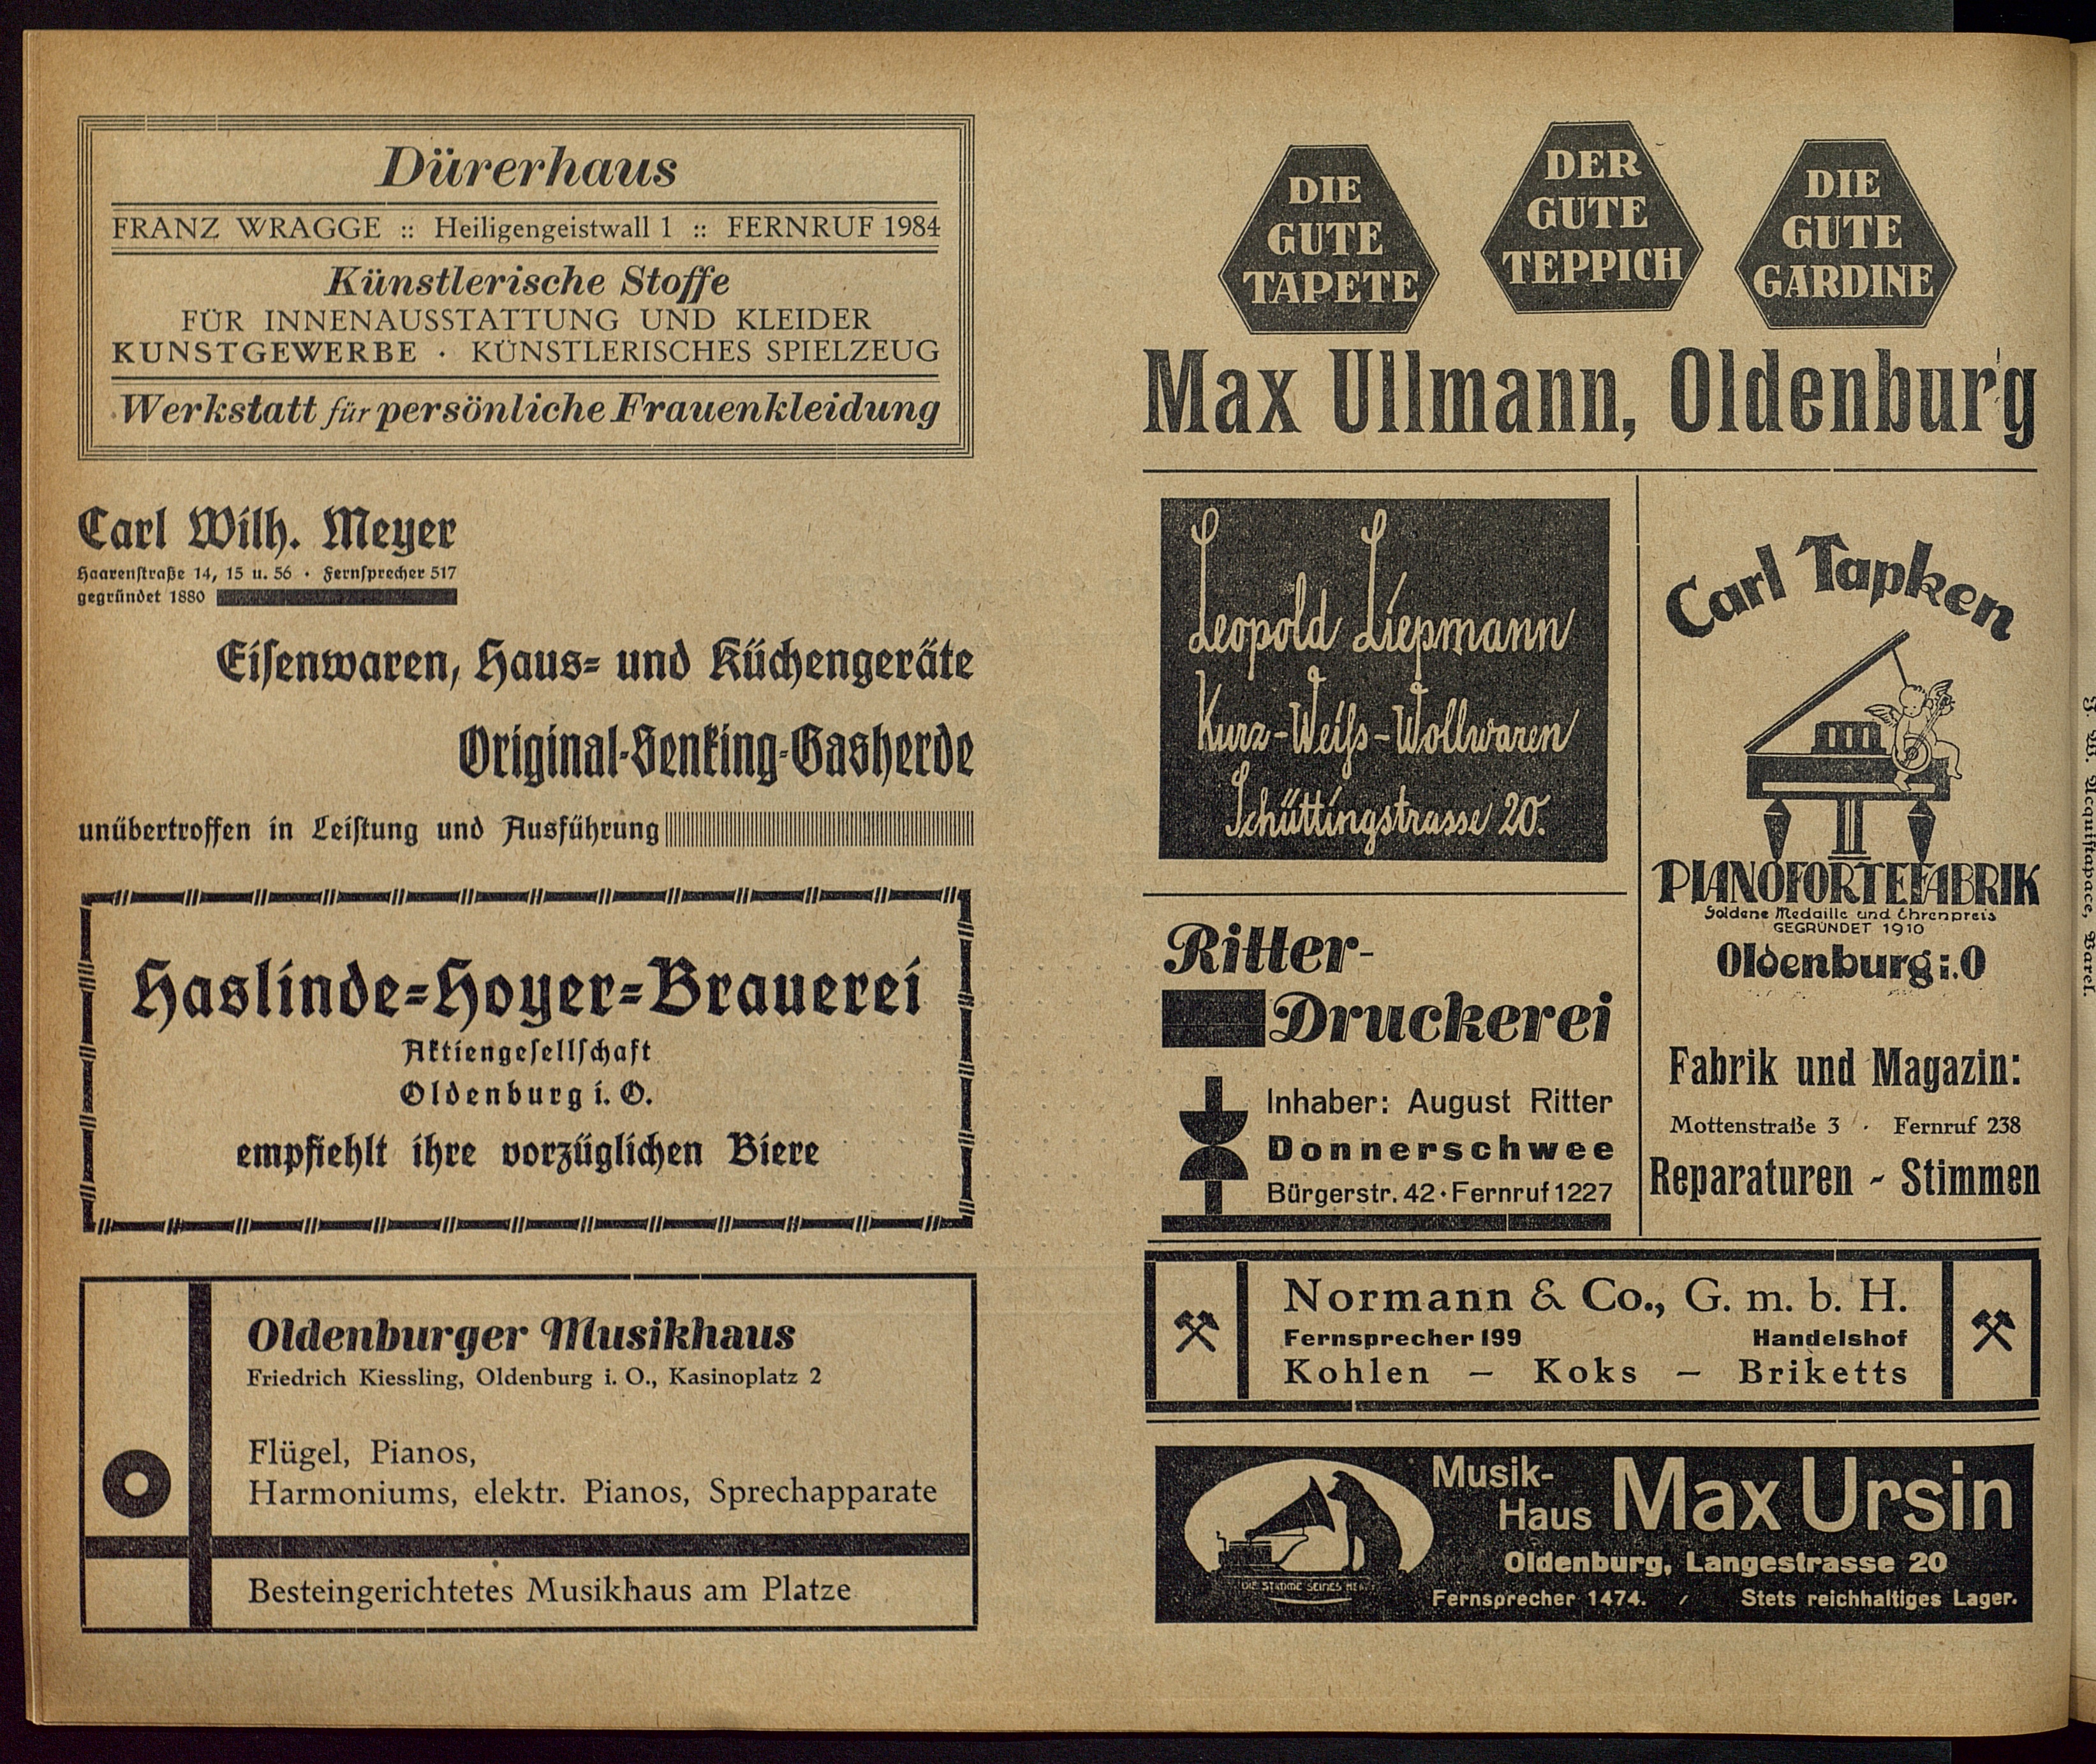 Dürerhaus
FRANZ WRAGGE :: Heiligengeistwall 1 :: FERNRUF 1984
Künstlerische Stoffe
FÜR INNENAUSSTATTUNG UND KLEIDER
KUNSTGEWERBE · KÜNSTLERISCHES SPIELZEUG
Werkstatt für persönliche Frauenkleidung
Carl Wilh. Meyer
Haarenstraße 14, 15 u. 56 · Fernsprecher 517
gegründet 1880
Eisenwaren, Haus- und Küchengeräte
Original-Senking-Gasherde
unübertroffen in Leistung und Ausführung
Haslinde-Hoyer-Brauerei
Aktiengesellschaft
Oldenburg i. O.
empfiehlt ihre vorzüglichen Biere
Oldenburger Musikhaus
Friedrich Kiessling, Oldenburg i. O., Kasinoplatz 2
Flügel, Pianos,
Harmoniums, elektr. Pianos, Sprechapparate
Besteingerichtetes Musikhaus am Platze
DIE
GUTE
TAPETE
DER
GUTE
TEPPICH
DIE
GUTE
GARDINE
Max Ullmann, Oldenburg
Leopold Liepmann
Kurz-Weiß-Wollwaren
Schüttingstrasse 20.
Ritter-
Druckerei
Inhaber: August Ritter
Donnerschwee
Bürgerstr. 42 · Fernruf 1227
Carl Tapken
PIANOFORTEFABRIK
Goldene Medaille und Ehrenpreis
GEGRÜNDET 1910
Oldenburg i.O
Fabrik und Magazin:
Mottenstraße 3 · Fernruf 238
Reparaturen - Stimmen
Normann & Co., G. m. b. H.
Fernsprecher 199 Handelshof
Kohlen – Koks – Briketts
Musik-
Haus Max Ursin
Oldenburg, Langestrasse 20
Fernsprecher 1474. / Stets reichhaltiges Lager.
DIE STIMME SEINES